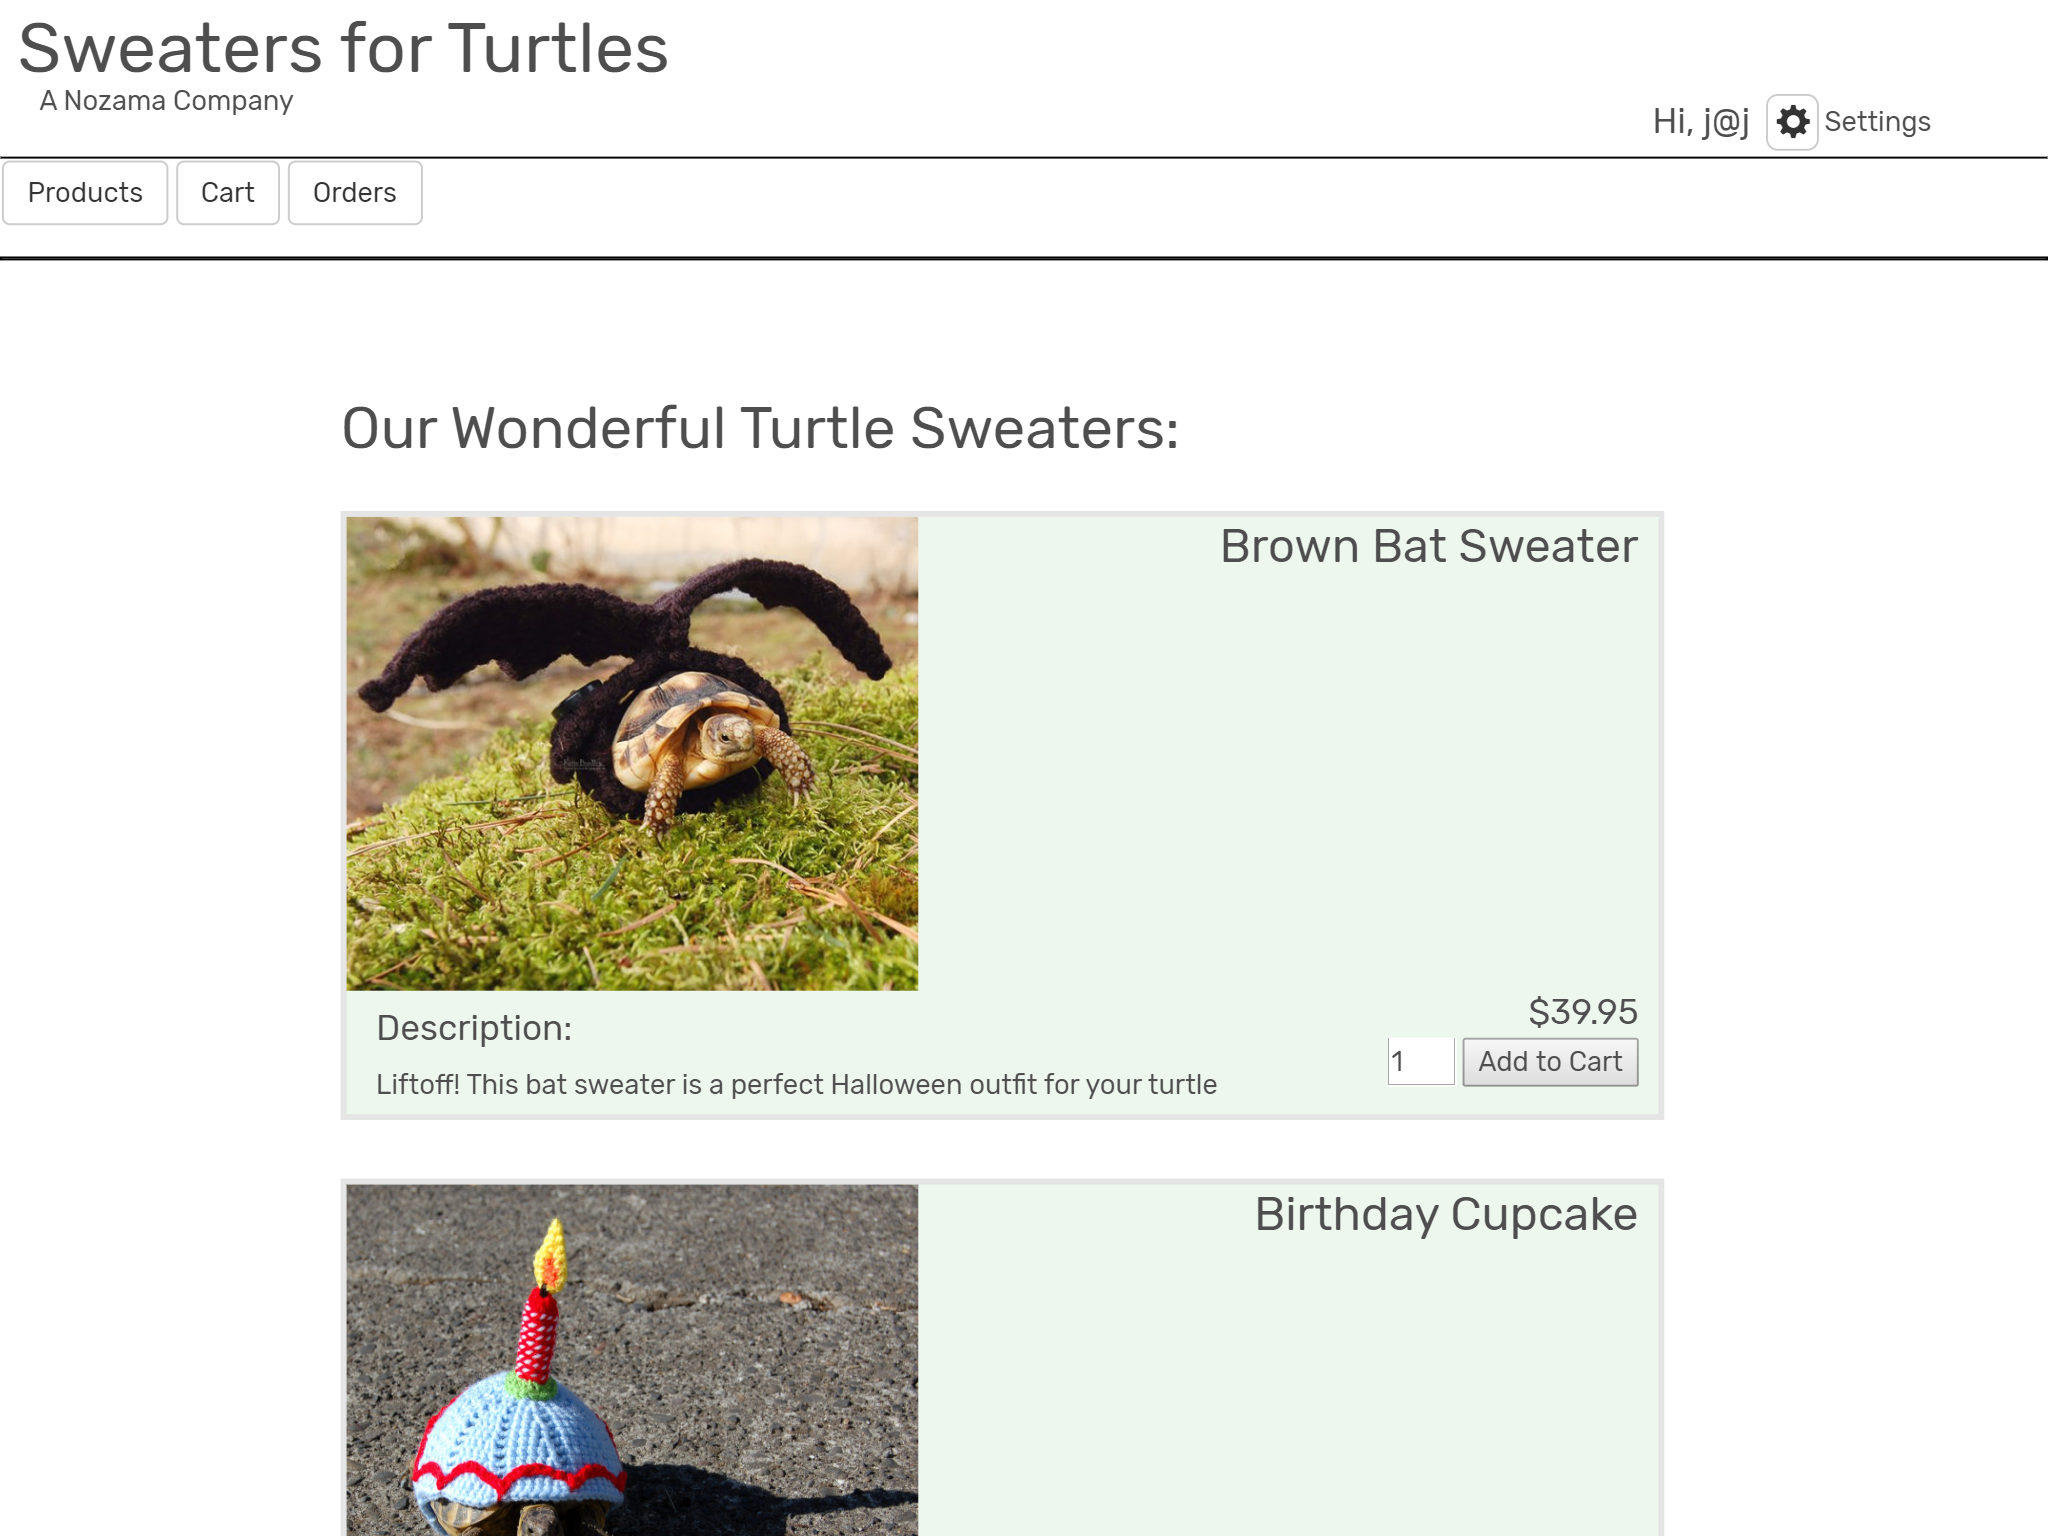 Sweaters for Turtles
A Nozama Company
Hi, j@j Settings
Products Cart Orders
Our Wonderful Turtle Sweaters:
Brown Bat Sweater
$39.95
Description:
1 Add to Cart
Liftoff! This bat sweater is a perfect Halloween outfit for your turtle
Birthday Cupcake